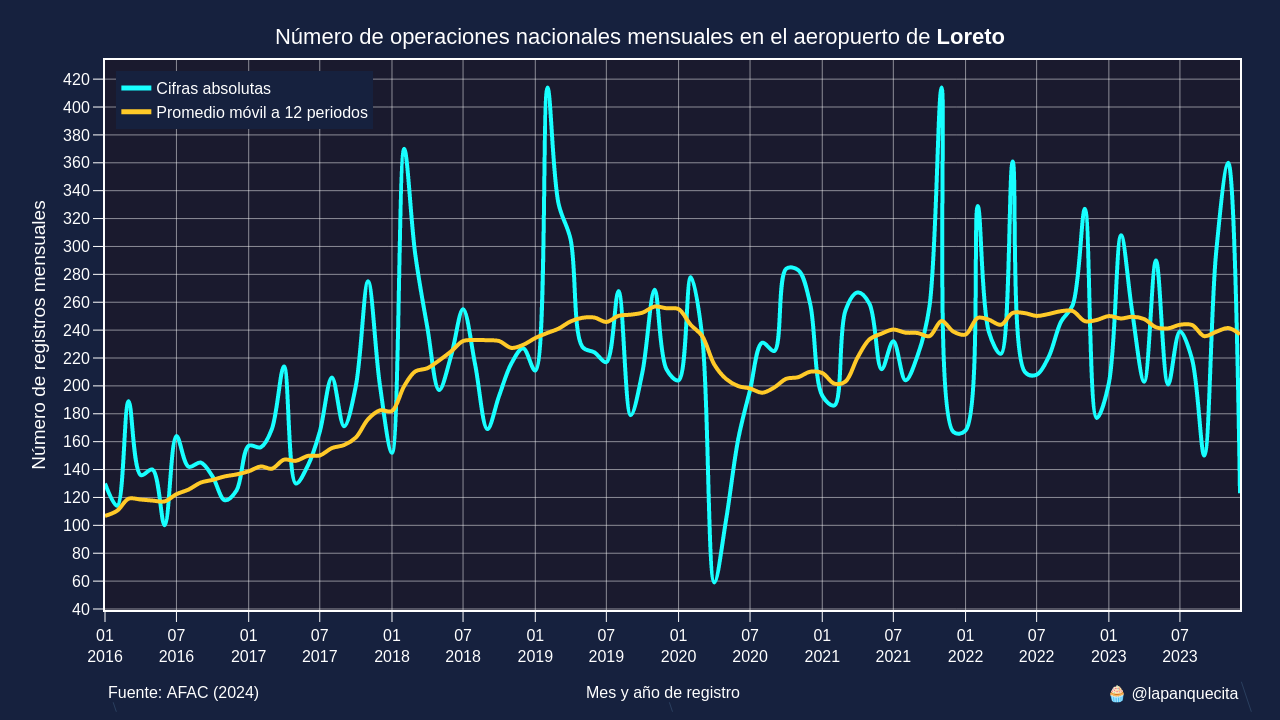 Número de operaciones nacionales mensuales en el aeropuerto de Loreto
Cifras absolutas
Promedio móvil a 12 periodos
Número de registros mensuales
420
400
380
360
340
320
300
280
260
240
220
200
180
160
140
120
100
80
60
40
01 07 01 07 01 07 01 07 01 07 01 07 01 07 01 07
2016 2016 2017 2017 2018 2018 2019 2019 2020 2020 2021 2021 2022 2022 2023 2023
Fuente: AFAC (2024) Mes y año de registro 🧁 @lapanquecita